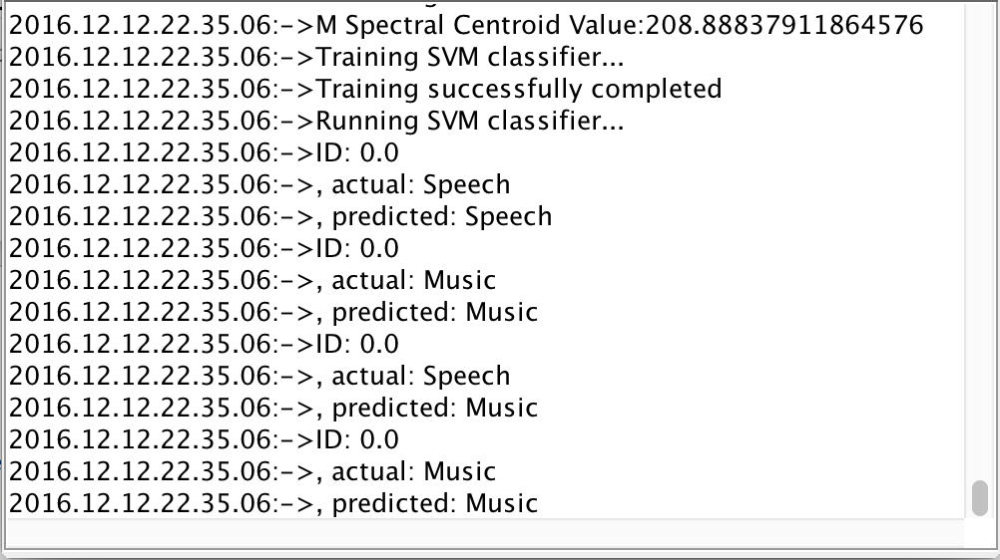 2016.12.12.22.35.06:->M Spectral Centroid Value:208.88837911864576
2016.12.12.22.35.06:->Training SVM classifier...
2016.12.12.22.35.06:->Training successfully completed
2016.12.12.22.35.06:->Running SVM classifier...
2016.12.12.22.35.06:->ID: 0.0
2016.12.12.22.35.06:->, actual: Speech
2016.12.12.22.35.06:->, predicted: Speech
2016.12.12.22.35.06:->ID: 0.0
2016.12.12.22.35.06:->, actual: Music
2016.12.12.22.35.06:->, predicted: Music
2016.12.12.22.35.06:->ID: 0.0
2016.12.12.22.35.06:->, actual: Speech
2016.12.12.22.35.06:->, predicted: Music
2016.12.12.22.35.06:->ID: 0.0
2016.12.12.22.35.06:->, actual: Music
2016.12.12.22.35.06:->, predicted: Music